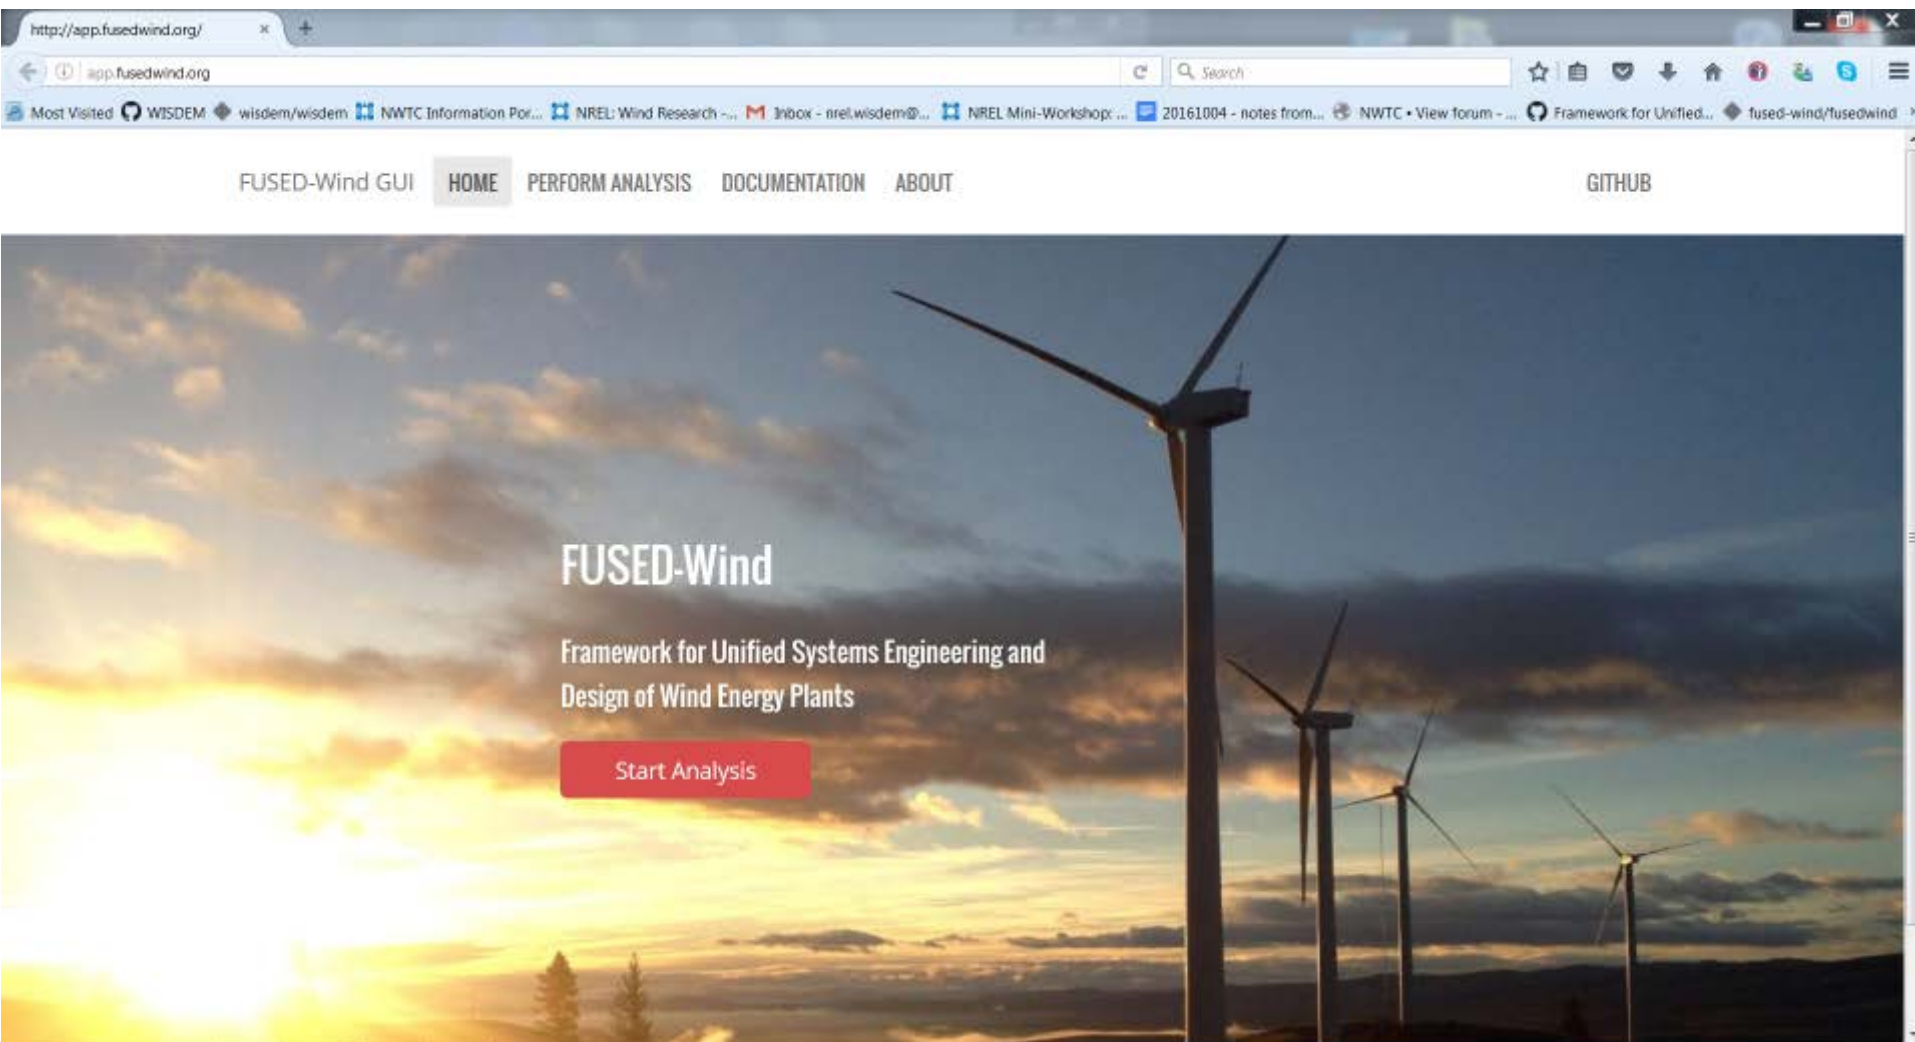 http://app.fusedwind.org/
app.fusedwind.org
Search
Most Visited WISDEM wisdem/wisdem NWTC Information Por... NREL: Wind Research -... Inbox - nrel.wisdem@... NREL Mini-Workshop: ... 20161004 - notes from... NWTC • View forum - ... Framework for Unified... fused-wind/fusedwind
FUSED-Wind GUI HOME PERFORM ANALYSIS DOCUMENTATION ABOUT GITHUB
FUSED-Wind
Framework for Unified Systems Engineering and
Design of Wind Energy Plants
Start Analysis